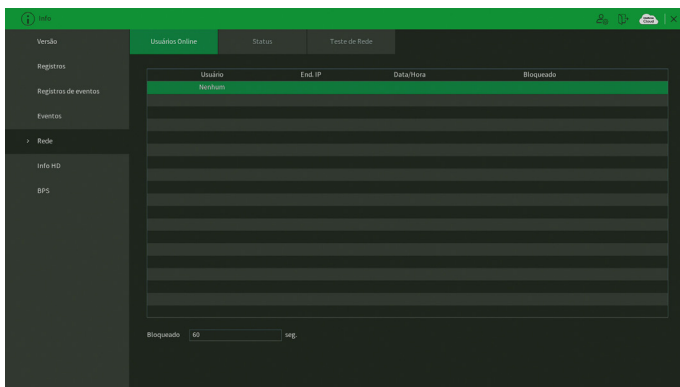 Info
Versão
Registros
Registros de eventos
Eventos
> Rede
Info HD
BPS
Usuários Online Status Teste de Rede
Usuário End. IP Data/Hora Bloqueado
Nenhum
Bloqueado 60 seg.